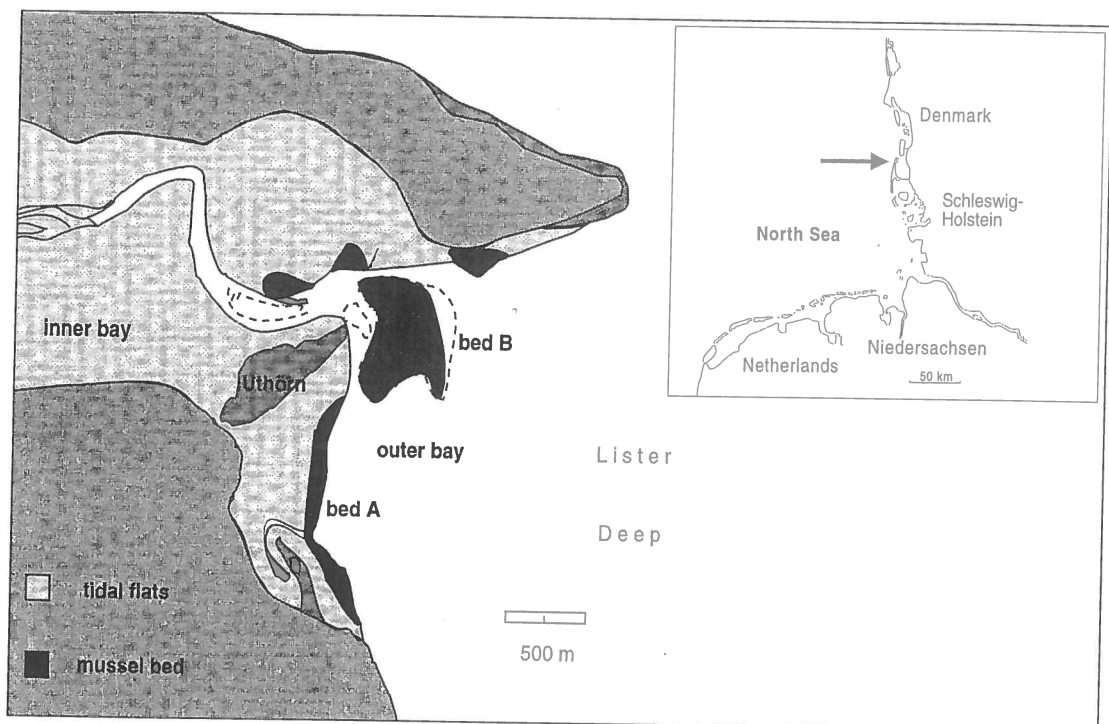 inner bay
Uthörn
bed B
outer bay
bed A
Lister
Deep
tidal flats
mussel bed
500 m
Denmark
Schleswig-
Holstein
North Sea
Niedersachsen
Netherlands
50 km